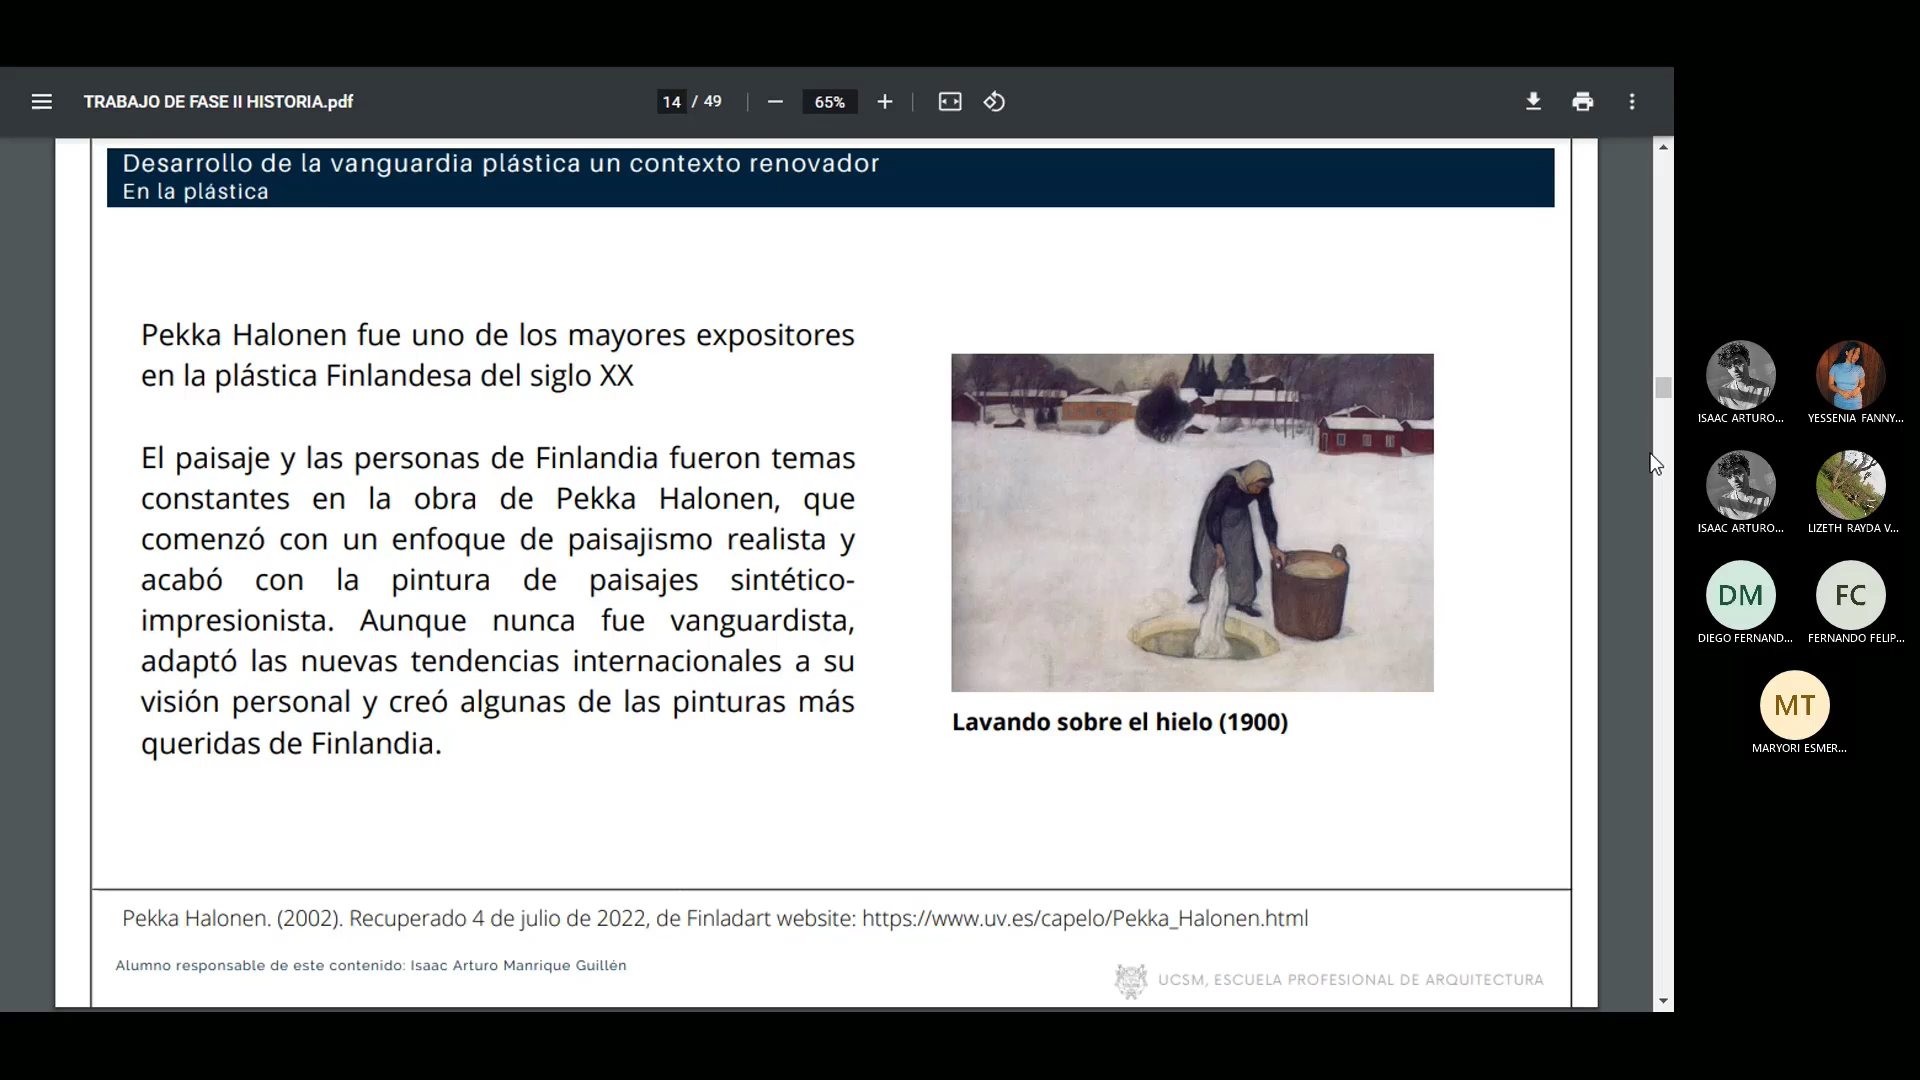 TRABAJO DE FASE II HISTORIA.pdf
14 / 49
65%
Desarrollo de la vanguardia plástica un contexto renovador
En la plástica
Pekka Halonen fue uno de los mayores expositores
en la plástica Finlandesa del siglo XX
El paisaje y las personas de Finlandia fueron temas
constantes en la obra de Pekka Halonen, que
comenzó con un enfoque de paisajismo realista y
acabó con la pintura de paisajes sintético-
impresionista. Aunque nunca fue vanguardista,
adaptó las nuevas tendencias internacionales a su
visión personal y creó algunas de las pinturas más
queridas de Finlandia.
Lavando sobre el hielo (1900)
Pekka Halonen. (2002). Recuperado 4 de julio de 2022, de Finladart website: https://www.uv.es/capelo/Pekka_Halonen.html
Alumno responsable de este contenido: Isaac Arturo Manrique Guillén
UCSM, ESCUELA PROFESIONAL DE ARQUITECTURA
ISAAC ARTURO...
YESSENIA FANNY...
ISAAC ARTURO...
LIZETH RAYDA V...
DM
FC
DIEGO FERNAND...
FERNANDO FELIP...
MT
MARYORI ESMER...